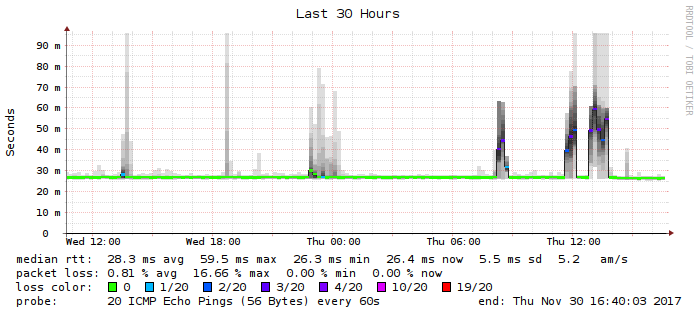 Last 30 Hours
RRDTOOL / TOBI OETIKER
Seconds
90 m
80 m
70 m
60 m
50 m
40 m
30 m
20 m
10 m
0
Wed 12:00 Wed 18:00 Thu 00:00 Thu 06:00 Thu 12:00
median rtt: 28.3 ms avg 59.5 ms max 26.3 ms min 26.4 ms now 5.5 ms sd 5.2 am/s
packet loss: 0.81 % avg 16.66 % max 0.00 % min 0.00 % now
loss color: 0 1/20 2/20 3/20 4/20 10/20 19/20
probe: 20 ICMP Echo Pings (56 Bytes) every 60s end: Thu Nov 30 16:40:03 2017